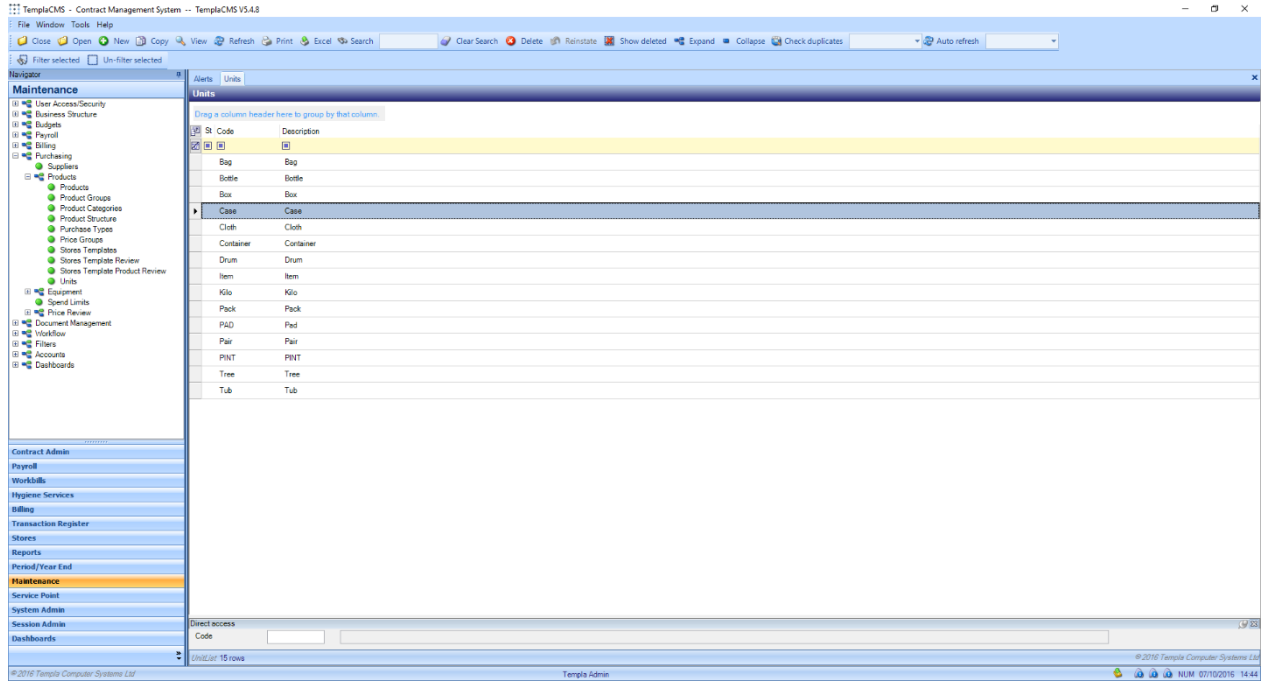 TemplaCMS - Contract Management System -- TemplaCMS V5.4.8
File Window Tools Help
Close Open New Copy View Refresh Print Excel Search Clear Search Delete Reinstate Show deleted Expand Collapse Check duplicates Auto refresh
Filter selected Un-filter selected
Navigator
Maintenance
User Access/Security
Business Structure
Budgets
Payroll
Billing
Purchasing
Suppliers
Products
Products
Product Groups
Product Categories
Product Structure
Purchase Types
Price Groups
Stores Templates
Stores Template Review
Stores Template Product Review
Units
Equipment
Spend Limits
Price Review
Document Management
Workflow
Filters
Accounts
Dashboards
Contract Admin
Payroll
Workbills
Hygiene Services
Billing
Transaction Register
Stores
Reports
Period/Year End
Maintenance
Service Point
System Admin
Session Admin
Dashboards
Alerts Units
Units
Drag a column header here to group by that column.
St Code Description
Bag Bag
Bottle Bottle
Box Box
Case Case
Cloth Cloth
Container Container
Drum Drum
Item Item
Kilo Kilo
Pack Pack
PAD Pad
Pair Pair
PINT PINT
Tree Tree
Tub Tub
Direct access
Code
UnitList 15 rows
© 2016 Templa Computer Systems Ltd
© 2016 Templa Computer Systems Ltd
Templa Admin
NUM 07/10/2016 14:44